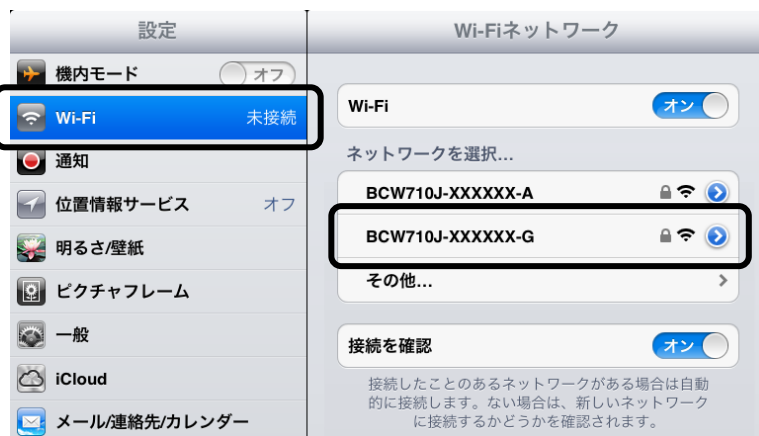 設定
機内モード オフ
Wi-Fi 未接続
通知
位置情報サービス オフ
明るさ/壁紙
ピクチャフレーム
一般
iCloud
メール/連絡先/カレンダー
Wi-Fiネットワーク
Wi-Fi オン
ネットワークを選択...
BCW710J-XXXXXX-A
BCW710J-XXXXXX-G
その他...
接続を確認 オン
接続したことのあるネットワークがある場合は自動
的に接続します。ない場合は、新しいネットワーク
に接続するかどうかを確認されます。